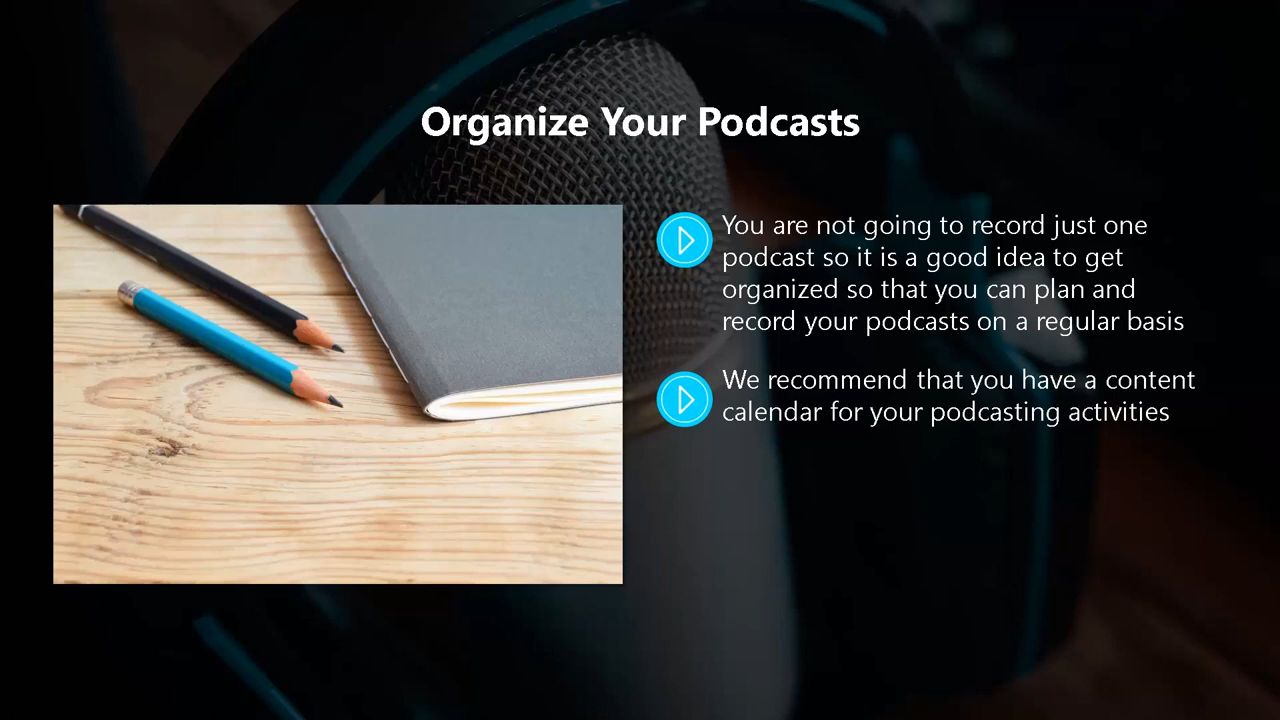 Organize Your Podcasts
You are not going to record just one
podcast so it is a good idea to get
organized so that you can plan and
record your podcasts on a regular basis
We recommend that you have a content
calendar for your podcasting activities